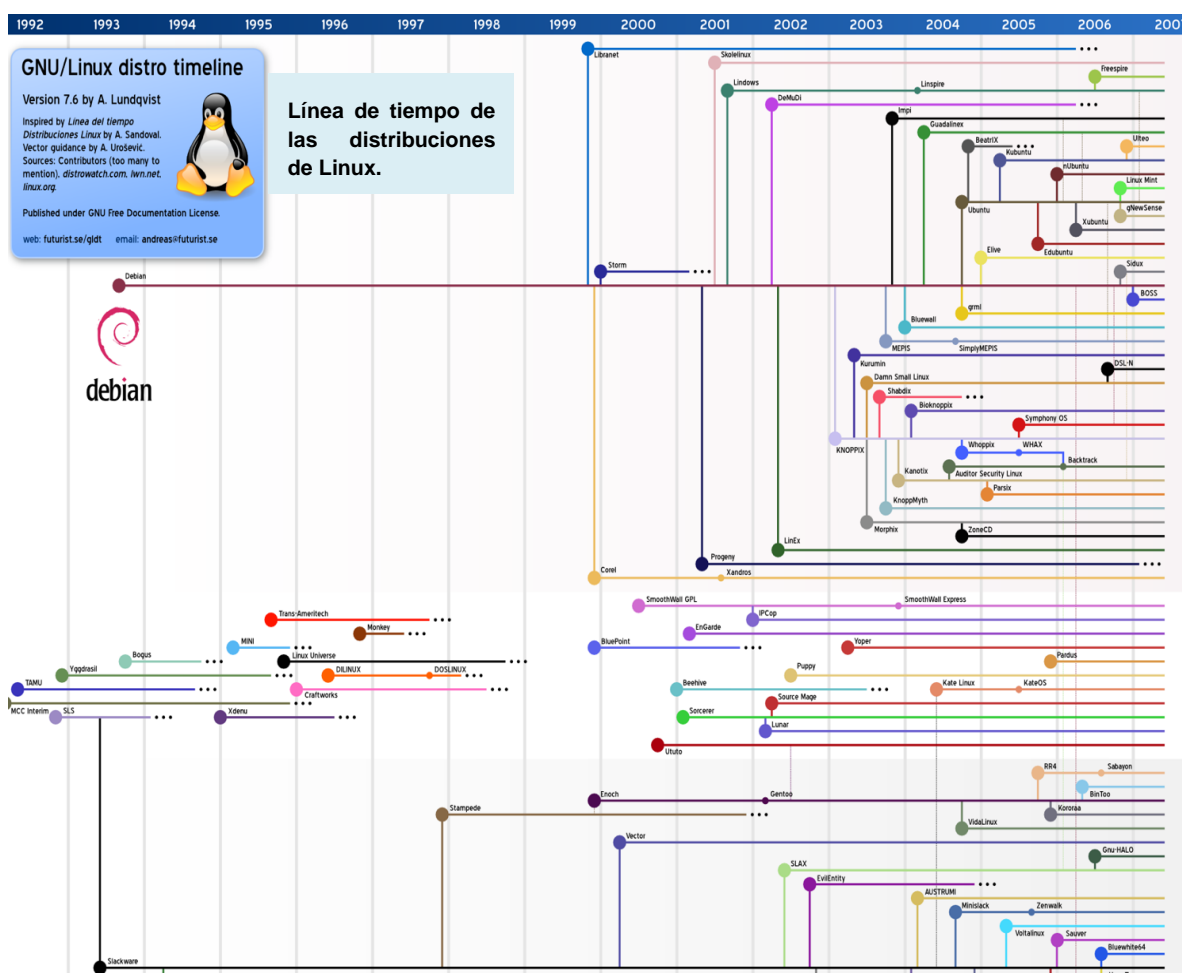 1992 1993 1994 1995 1996 1997 1998 1999 2000 2001 2002 2003 2004 2005 2006
GNU/Linux distro timeline
Version 7.6 by A. Lundqvist
Inspired by Linea del tiempo
Distribuciones Linux by A. Sandoval.
Vector guidance by A. Urošević.
Sources: Contributors (too many to
mention), distrowatch.com, lwn.net,
linux.org.
Published under GNU Free Documentation License.
web: futurist.se/gldt email: andreas@futurist.se
Línea de tiempo de
las distribuciones
de Linux.
Libranet
Skolelinux
Freespire
Lindows Linspire
DeMuDi
Impi
Guadalinex
BeatrIX Ulteo
Kubuntu
nUbuntu
Linux Mint
Ubuntu gNewSense
Xubuntu
Edubuntu
Elive
Storm Sidux
Debian
BOSS
grml
Bluewall
MEPIS SimplyMEPIS
Kurumin DSL-N
Damn Small Linux
Shabdix
Bioknoppix
Symphony OS
KNOPPIX Whoppix WHAX
Backtrack
Kanotix Auditor Security Linux
Parsix
KnoppMyth
Morphix ZoneCD
LinEx
Progeny
Corel Xandros
debian
SmoothWall GPL SmoothWall Express
Trans-Ameritech IPCop
Monkey EnGarde
MINI BluePoint Yoper
Bogus Linux Universe Pardus
Yggdrasil DILINUX DOSLINUX Puppy
TAMU Craftworks Beehive Kate Linux KateOS
MCC Interim SLS Xdenu Source Mage
Sorcerer
Lunar
Ututo
RR4 Sabayon
BinToo
Enoch Gentoo
Stampede Kororaa
VidaLinux
Vector
Gnu-HALO
SLAX
EvilEntity
AUSTRUMI
Minislack Zenwalk
Voltalinux Sauver
Bluewhite64
Slackware